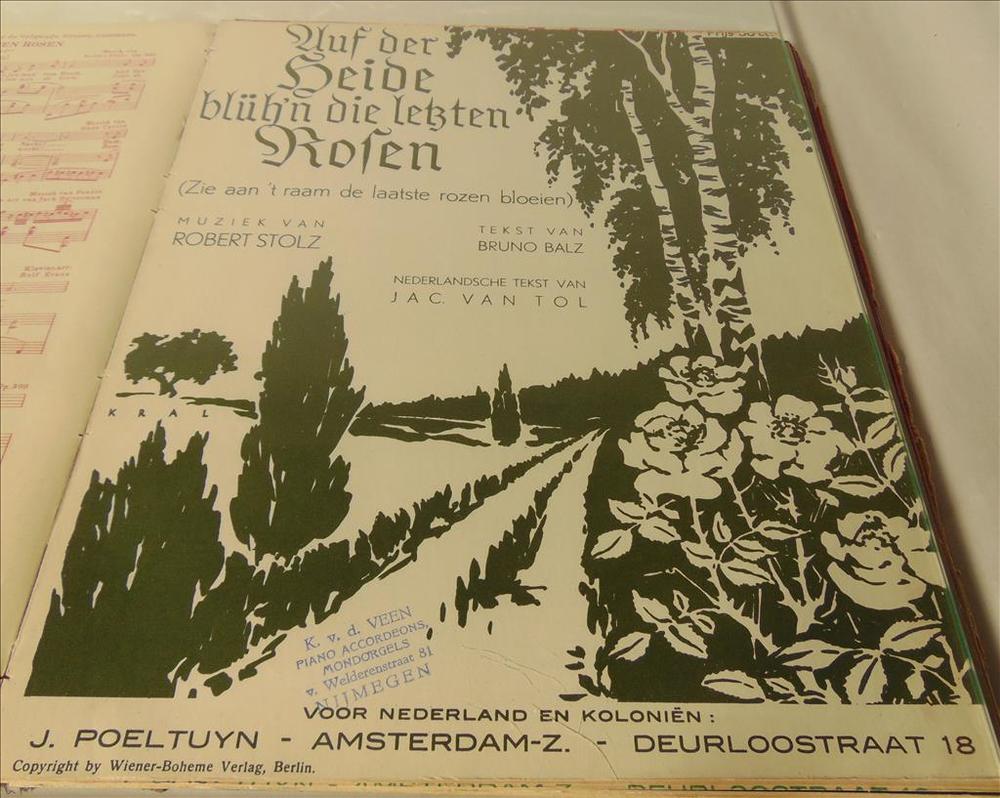 EN ROSEN
Auf der
Heide
blüh'n die letzten
Rosen
(Zie aan 't raam de laatste rozen bloeien)
MUZIEK VAN
ROBERT STOLZ
TEKST VAN
BRUNO BALZ
NEDERLANDSCHE TEKST VAN
JAC. VAN TOL
KRAL
K. v. d. VEEN
PIANO ACCORDEONS,
MONDORGELS
v. Welderenstraat 81
NIJMEGEN
VOOR NEDERLAND EN KOLONIËN:
J. POELTUYN - AMSTERDAM-Z. - DEURLOOSTRAAT 18
Copyright by Wiener-Boheme Verlag, Berlin.